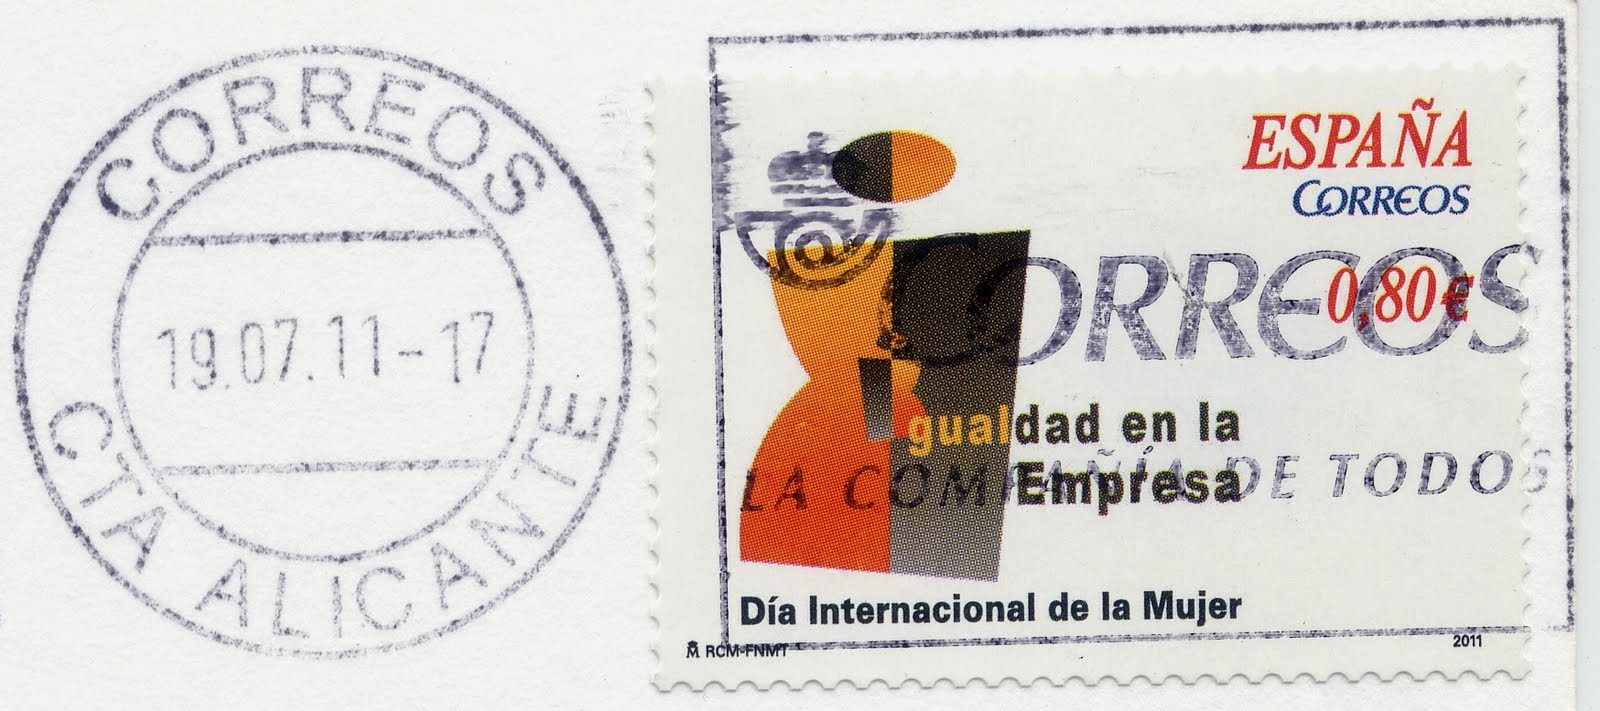 CORREOS
19.07.11-17
CTA ALICANTE
ESPAÑA
CORREOS
0,80€
CORREOS
gualdad en la
Empresa
LA COMPAÑÍA DE TODOS
Día Internacional de la Mujer
RCM-FNMT
2011